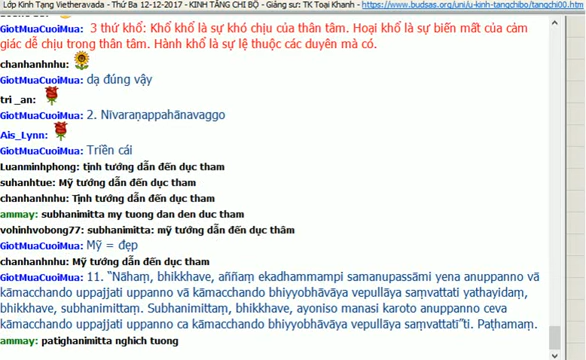 Lớp Kinh Tạng Vietheravada - Thứ Ba 12-12-2017 - KINH TĂNG CHI BỘ - Giảng sư: TK Toại Khanh - https://www.budsas.org/uni/u-kinh-tangchibo/tangchi00.htm
GiotMuaCuoiMua: 3 thứ khổ: Khổ khổ là sự khó chịu của thân tâm. Hoại khổ là sự biến mất của cảm
giác dễ chịu trong thân tâm. Hành khổ là sự lệ thuộc các duyên mà có.
chanhanhnhu:
GiotMuaCuoiMua: dạ đúng vậy
tri _an:
GiotMuaCuoiMua: 2. Nīvaraṇappahānavaggo
Ais_Lynn:
GiotMuaCuoiMua: Triền cái
Luanminhphong: tịnh tướng dẫn đến dục tham
suhanhtue: Mỹ tướng dẫn đến dục tham
chanhanhnhu: Tịnh tướng dẫn đến dục tham
ammay: subhanimitta my tuong dan den duc tham
vohinhvobong77: subhanimitta: mỹ tướng dẫn đến dục thăm
GiotMuaCuoiMua: Mỹ = đẹp
chanhanhnhu: Mỹ tướng dẫn đến dục tham
GiotMuaCuoiMua: 11. “Nāhaṃ, bhikkhave, aññaṃ ekadhammampi samanupassāmi yena anuppanno vā
kāmacchando uppajjati uppanno vā kāmacchando bhiyyobhāvāya vepullāya saṃvattati yathayidaṃ,
bhikkhave, subhanimittaṃ. Subhanimittaṃ, bhikkhave, ayoniso manasi karoto anuppanno ceva
kāmacchando uppajjati uppanno ca kāmacchando bhiyyobhāvāya vepullāya saṃvattatī”ti. Paṭhamaṃ.
ammay: patighanimitta nghich tuong